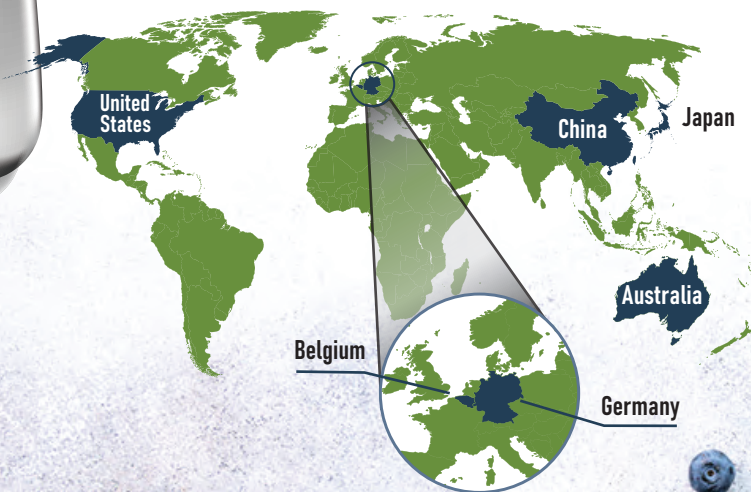 United
States
China
Japan
Australia
Belgium
Germany